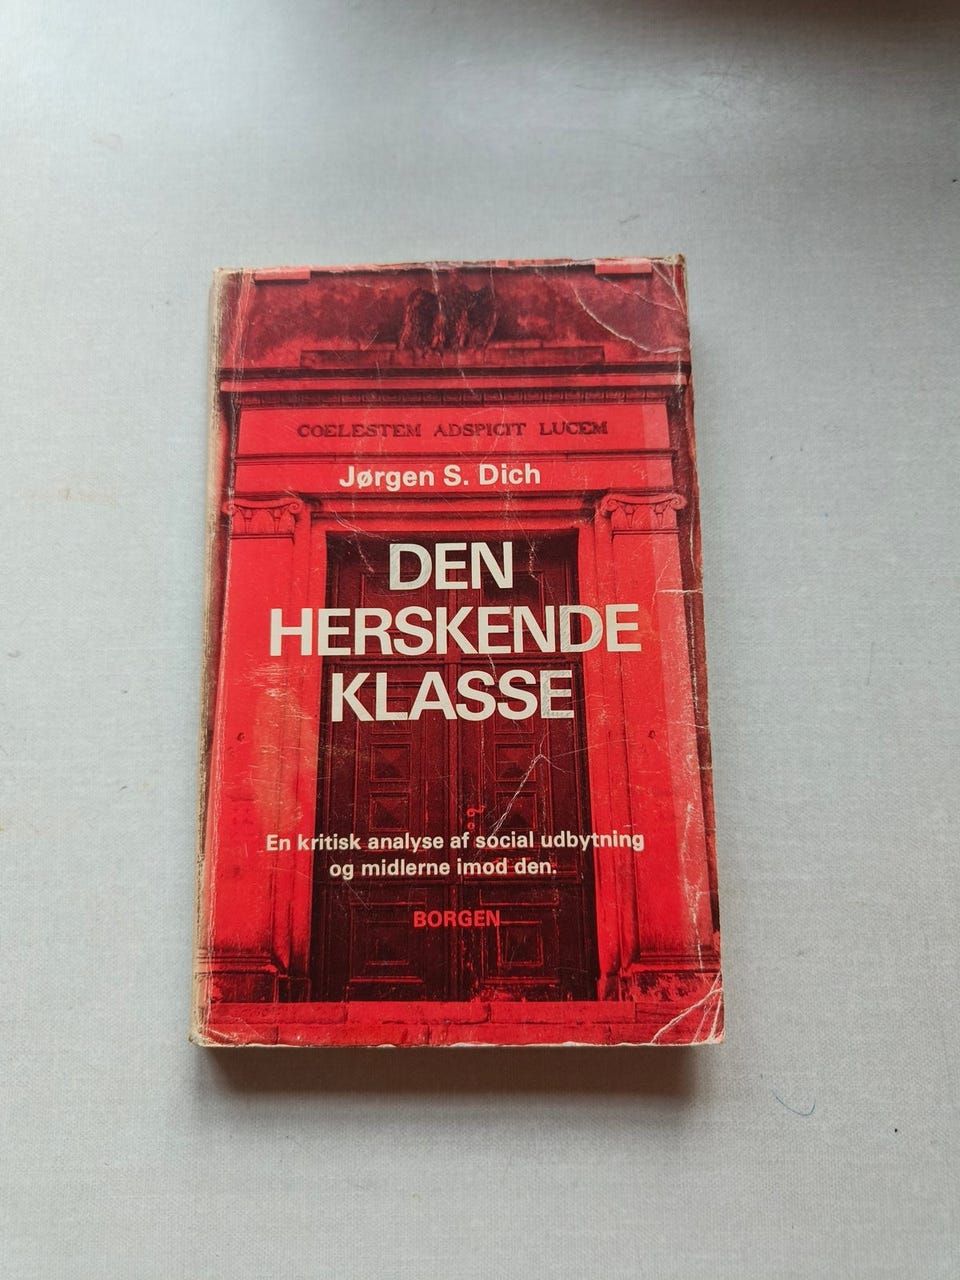 COELESTEM ADSPICIT LUCEM
Jørgen S. Dich
DEN
HERSKENDE
KLASSE
En kritisk analyse af social udbytning
og midlerne imod den.
BORGEN